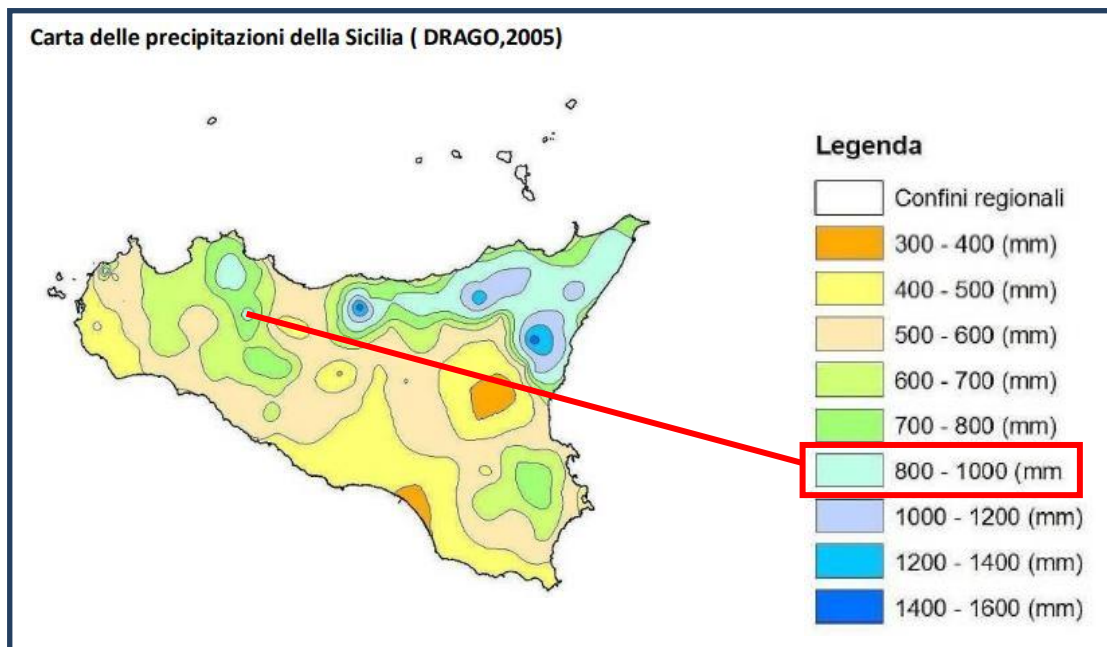 Carta delle precipitazioni della Sicilia ( DRAGO,2005)
Legenda
Confini regionali
300 - 400 (mm)
400 - 500 (mm)
500 - 600 (mm)
600 - 700 (mm)
700 - 800 (mm)
800 - 1000 (mm
1000 - 1200 (mm)
1200 - 1400 (mm)
1400 - 1600 (mm)